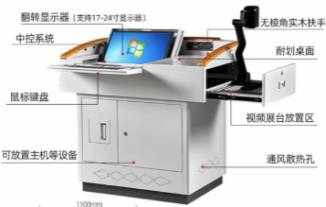 翻转显示器（支持17-24寸显示器）
中控系统
无棱角实木扶手
耐划桌面
鼠标键盘
视频展台放置区
可放置主机等设备
通风散热孔
1100mm